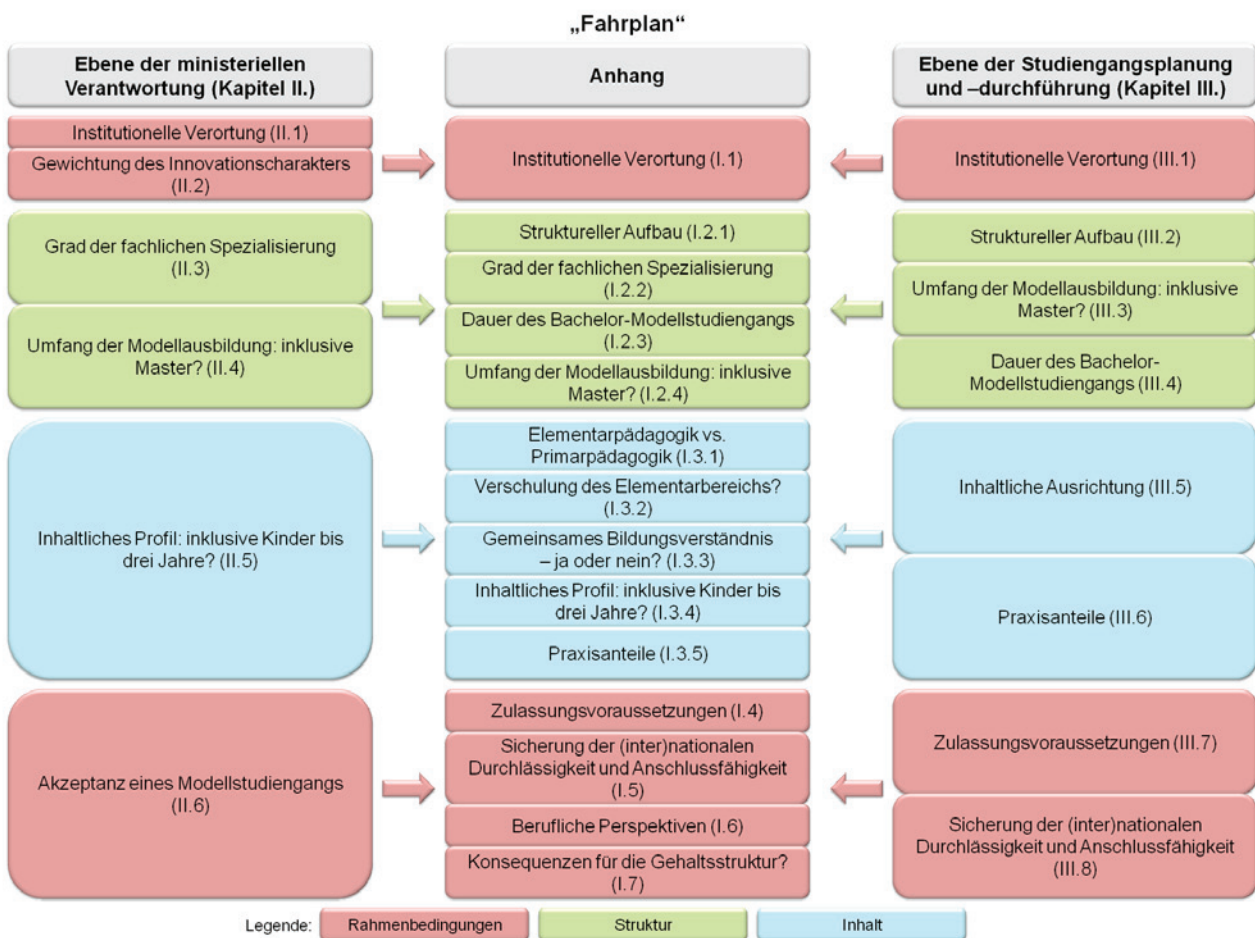 „Fahrplan“
Ebene der ministeriellen
Verantwortung (Kapitel II.)
Institutionelle Verortung (II.1)
Gewichtung des Innovationscharakters
(II.2)
Grad der fachlichen Spezialisierung
(II.3)
Umfang der Modellausbildung: inklusive
Master? (II.4)
Inhaltliches Profil: inklusive Kinder bis
drei Jahre? (II.5)
Akzeptanz eines Modellstudiengangs
(II.6)
Anhang
Institutionelle Verortung (I.1)
Struktureller Aufbau (I.2.1)
Grad der fachlichen Spezialisierung
(I.2.2)
Dauer des Bachelor-Modellstudiengangs
(I.2.3)
Umfang der Modellausbildung: inklusive
Master? (I.2.4)
Elementarpädagogik vs.
Primarpädagogik (I.3.1)
Verschulung des Elementarbereichs?
(I.3.2)
Gemeinsames Bildungsverständnis
– ja oder nein? (I.3.3)
Inhaltliches Profil: inklusive Kinder bis
drei Jahre? (I.3.4)
Praxisanteile (I.3.5)
Zulassungsvoraussetzungen (I.4)
Sicherung der (inter)nationalen
Durchlässigkeit und Anschlussfähigkeit
(I.5)
Berufliche Perspektiven (I.6)
Konsequenzen für die Gehaltsstruktur?
(I.7)
Ebene der Studiengangsplanung
und –durchführung (Kapitel III.)
Institutionelle Verortung (III.1)
Struktureller Aufbau (III.2)
Umfang der Modellausbildung: inklusive
Master? (III.3)
Dauer des Bachelor-
Modellstudiengangs (III.4)
Inhaltliche Ausrichtung (III.5)
Praxisanteile (III.6)
Zulassungsvoraussetzungen (III.7)
Sicherung der (inter)nationalen
Durchlässigkeit und Anschlussfähigkeit
(III.8)
Legende: Rahmenbedingungen Struktur Inhalt